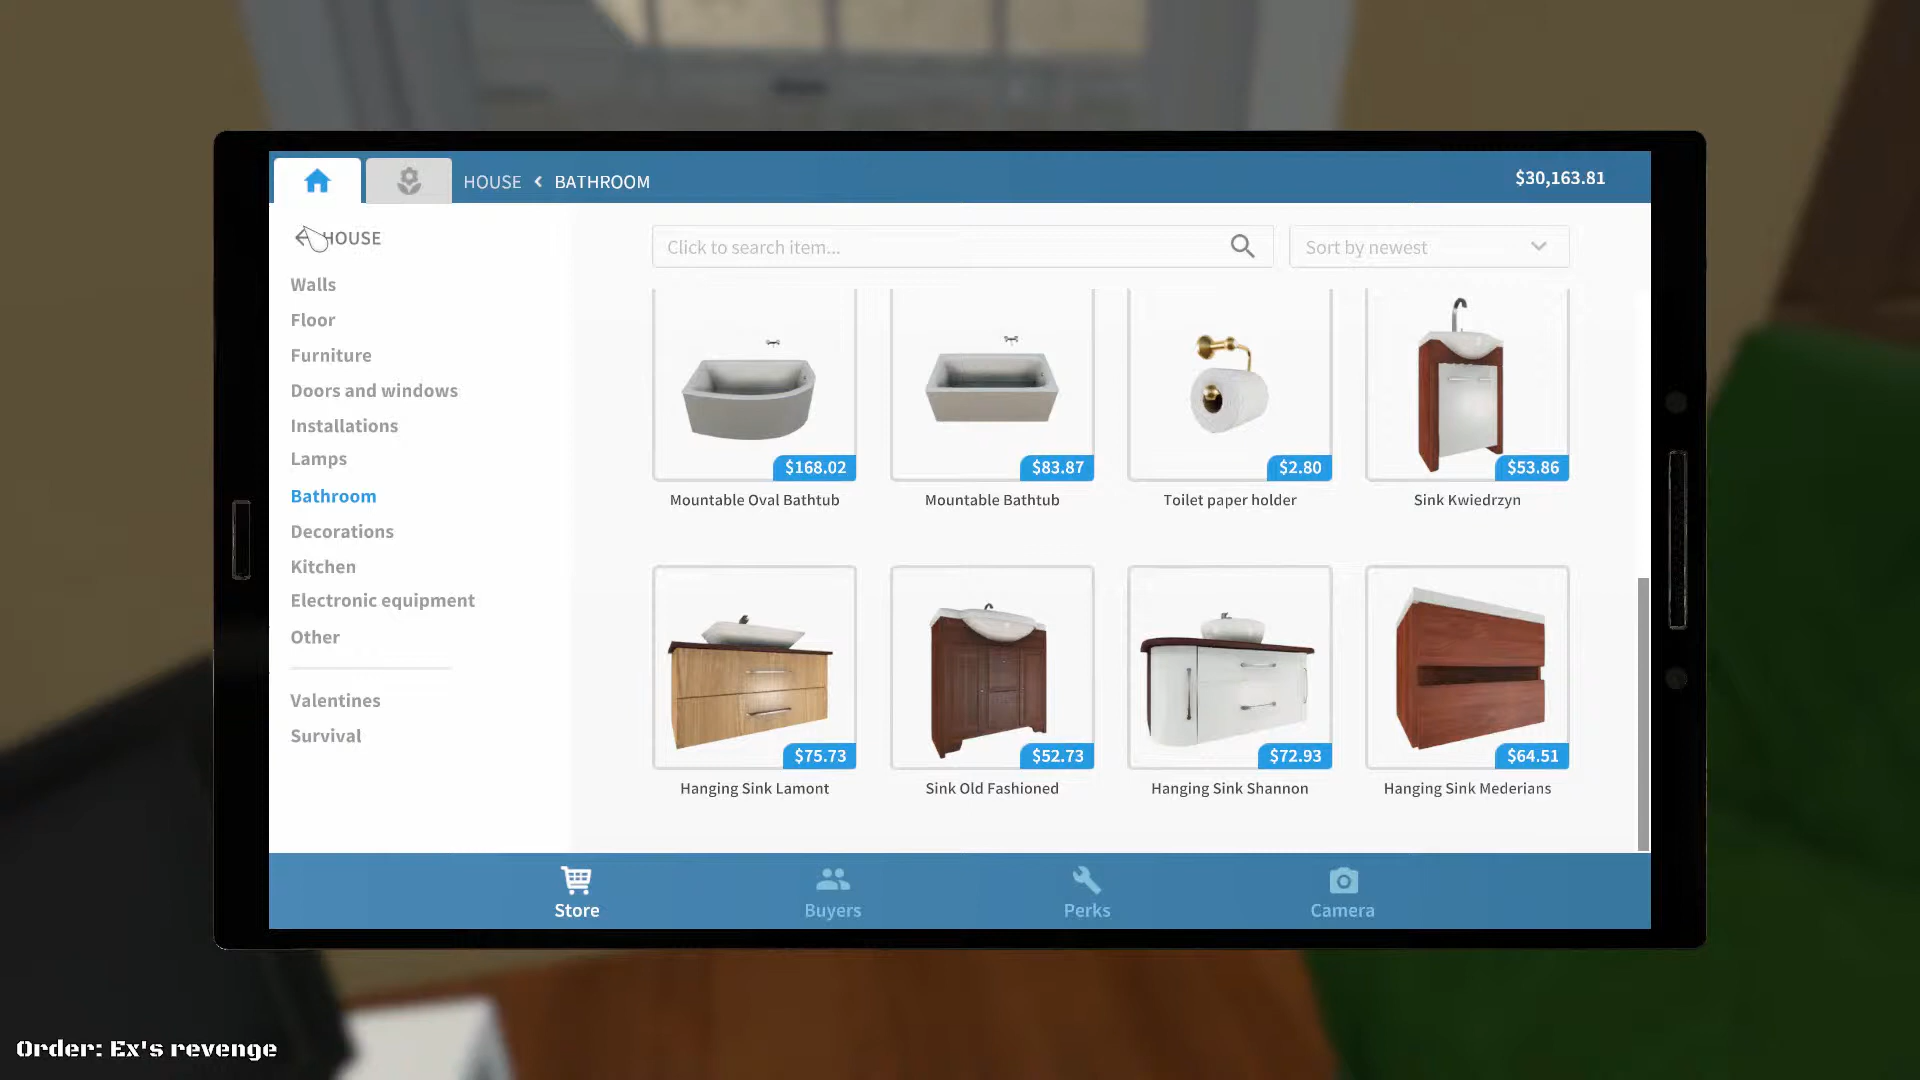 HOUSE < BATHROOM
$30,163.81
HOUSE
Click to search item...
Sort by newest
Walls
Floor
Furniture
Doors and windows
Installations
Lamps
Bathroom
Decorations
Kitchen
Electronic equipment
Other
Valentines
Survival
$168.02
$83.87
$2.80
$53.86
Mountable Oval Bathtub
Mountable Bathtub
Toilet paper holder
Sink Kwiedrzyn
$75.73
$52.73
$72.93
$64.51
Hanging Sink Lamont
Sink Old Fashioned
Hanging Sink Shannon
Hanging Sink Mederians
Store
Buyers
Perks
Camera
Order: Ex's revenge